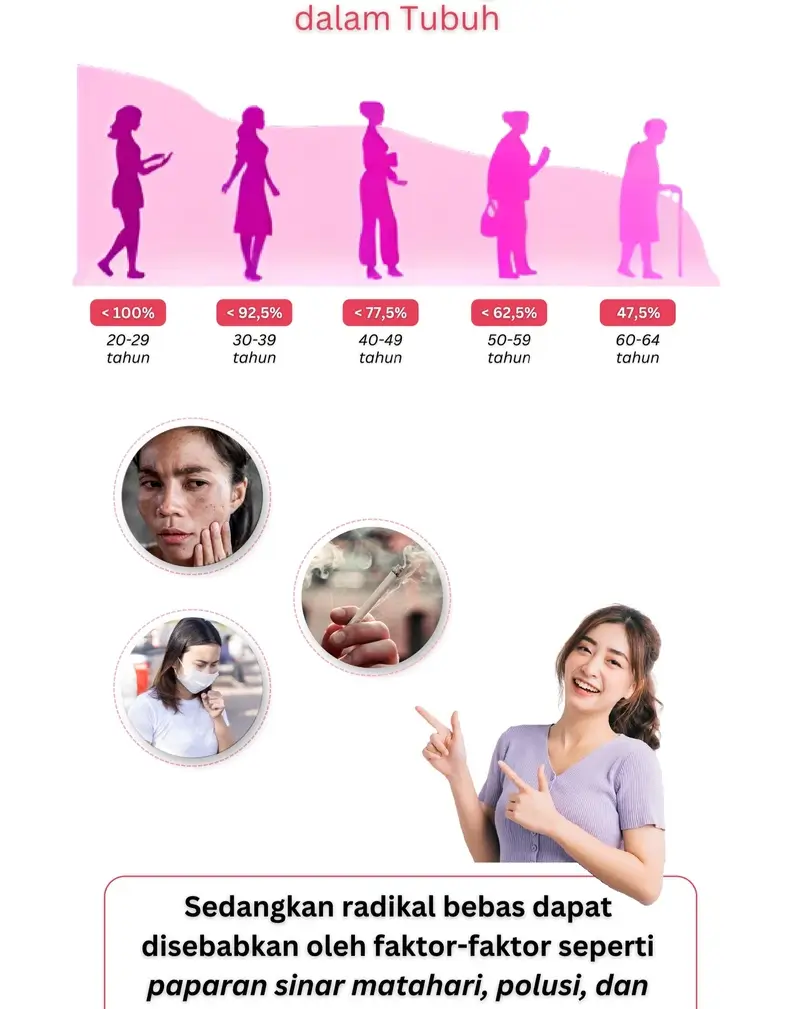 dalam Tubuh
< 100%
20-29
tahun
< 92,5%
30-39
tahun
< 77,5%
40-49
tahun
< 62,5%
50-59
tahun
47,5%
60-64
tahun
Sedangkan radikal bebas dapat
disebabkan oleh faktor-faktor seperti
paparan sinar matahari, polusi, dan